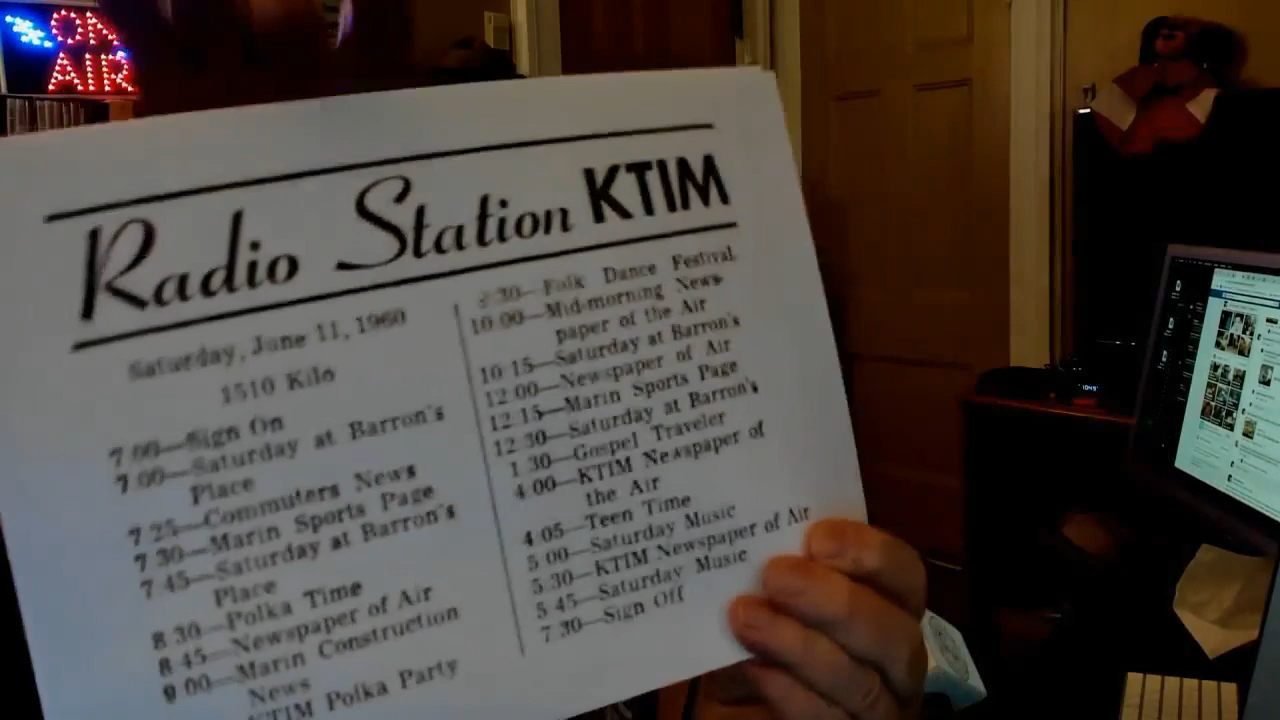 ON
AIR
Radio Station KTIM
Saturday, June 11, 1960
1510 Kilo
7:00—Sign On
7:00—Saturday at Barron's
Place
7 25—Commuters News
7 30—Marin Sports Page
7 45—Saturday at Barron's
Place
8 30—Polka Time
8 45—Newspaper of Air
9 00—Marin Construction
News
KTIM Polka Party
:30—Folk Dance Festival
10 00—Mid-morning News-
paper of the Air
10 15—Saturday at Barron's
12 00—Newspaper of Air
12 15—Marin Sports Page
12 30—Saturday at Barron's
1 30—Gospel Traveler
4 00—KTIM Newspaper of
the Air
4 05—Teen Time
5 00—Saturday Music
5 30—KTIM Newspaper of Air
5 45—Saturday Music
7 30—Sign Off